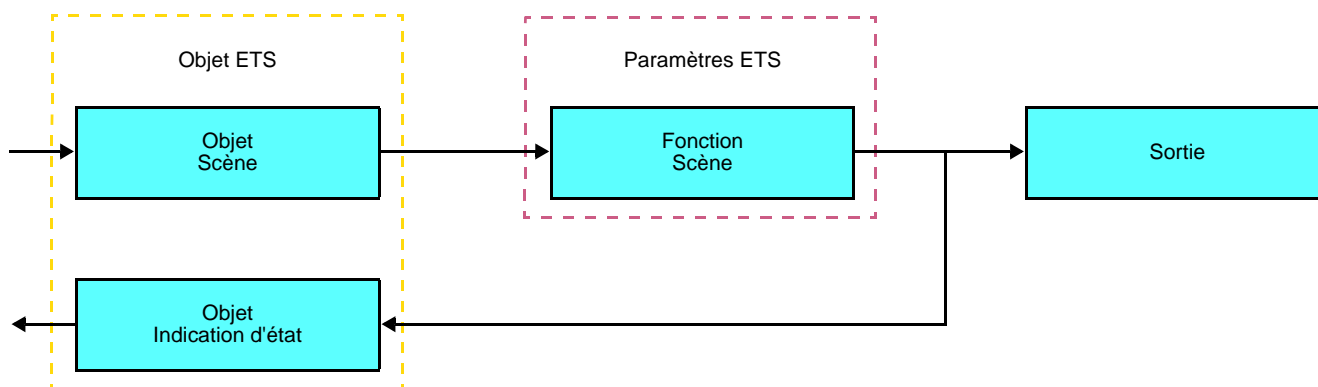 Objet ETS
Paramètres ETS
Objet
Scène
Fonction
Scène
Sortie
Objet
Indication d'état